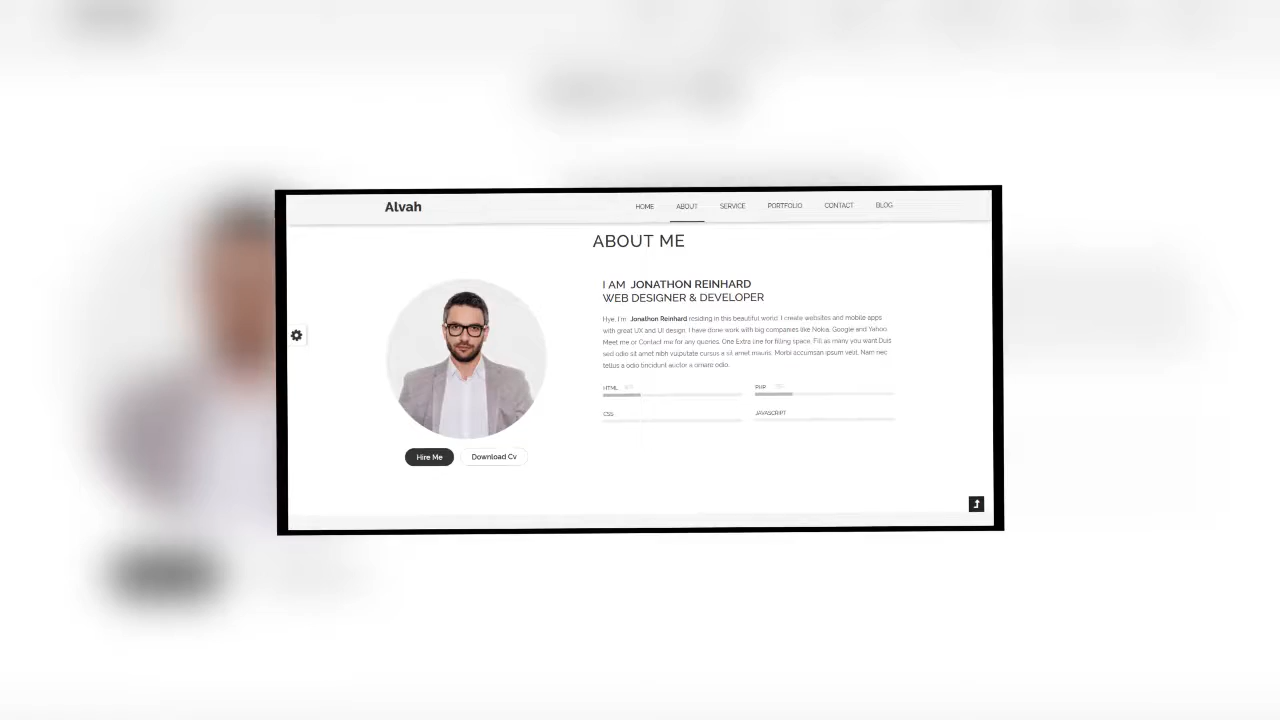 Alvah
HOME ABOUT SERVICE PORTFOLIO CONTACT BLOG
ABOUT ME
I AM JONATHON REINHARD
WEB DESIGNER & DEVELOPER
Hye, I'm Jonathon Reinhard residing in this beautiful world. I create websites and mobile apps
with great UX and UI design. I have done work with big companies like Nokia, Google and Yahoo.
Meet me or Contact me for any queries. One Extra line for filling space. Fill as many you want Duis
sed odio sit amet nibh vulputate cursus a sit amet mauris. Morbi accumsan ipsum velit. Nam nec
tellus a odio tincidunt auctor a ornare odio.
HTML
PHP
CSS
JAVASCRIPT
Hire Me
Download Cv